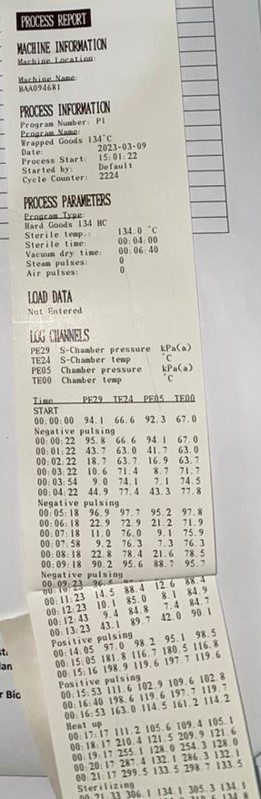 PROCESS REPORT
MACHINE INFORMATION
Machine Location:
Machine Name:
BAA094681
PROCESS INFORMATION
Program Number: P1
Program Name:
Wrapped Goods 134°C
Date: 2023-03-09
Process Start: 15:01:22
Started by: Default
Cycle Counter: 2224
PROCESS PARAMETERS
Program Type:
Hard Goods 134 HC
Sterile temp.: 134.0 °C
Sterile time: 00:04:00
Vacuum dry time: 00:06:40
Steam pulses: 0
Air pulses: 0
LOAD DATA
Not Entered
LOG CHANNELS
PE29 S-Chamber pressure kPa(a)
TE24 S-Chamber temp °C
PE05 Chamber pressure kPa(a)
TE00 Chamber temp °C
Time PE29 TE24 PE05 TE00
START
00:00:00 94.1 66.6 92.3 67.0
Negative pulsing
00:00:22 95.8 66.6 94.1 67.0
00:01:22 43.7 63.0 41.7 63.0
00:02:22 18.7 63.7 16.9 63.7
00:03:22 10.6 71.4 8.7 71.7
00:03:54 9.0 74.1 7.1 74.5
00:04:22 44.9 77.4 43.3 77.8
Negative pulsing
00:05:18 96.9 97.7 95.2 97.8
00:06:18 22.9 72.9 21.2 71.9
00:07:18 11.0 76.0 9.1 75.9
00:07:58 9.2 76.3 7.3 76.3
00:08:18 22.8 78.4 21.6 78.5
00:09:18 90.2 95.6 88.7 95.7
Negative pulsing
00:09:23 96.5
00:10:23
00:11:23 14.5 88.4 12.6 88.4
00:12:23 10.1 85.0 8.1 84.9
00:12:43 9.4 84.8 7.4 84.7
00:13:23 43.1 89.7 42.0 90.1
Positive pulsing
00:14:05 97.0 98.2 95.1 98.5
00:15:05 181.8 116.7 180.5 116.8
00:15:16 198.9 119.6 197.7 119.6
Positive pulsing
00:15:53 111.6 102.9 109.6 102.8
00:16:40 198.6 119.6 197.7 119.7
00:16:53 163.0 114.5 161.2 114.2
Heat up
00:17:17 111.2 105.6 109.4 105.1
00:18:17 210.4 121.5 209.9 121.6
00:19:17 255.1 128.0 254.3 128.0
00:20:17 287.4 132.1 286.3 132.1
00:21:17 299.5 133.5 298.7 133.5
Sterilizing
00:21:33 306.1 134.1 305.3 134.1
st.
lan
r Bio